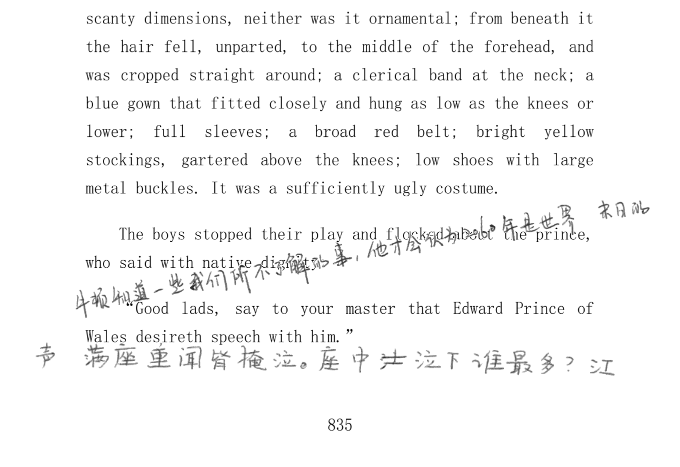 scanty dimensions, neither was it ornamental; from beneath it
the hair fell, unparted, to the middle of the forehead, and
was cropped straight around; a clerical band at the neck; a
blue gown that fitted closely and hung as low as the knees or
lower; full sleeves; a broad red belt; bright yellow
stockings, gartered above the knees; low shoes with large
metal buckles. It was a sufficiently ugly costume.
The boys stopped their play and flocked about the prince,
who said with native dignity:
牛顿知道一些我们所不了解的事,他才会认为2060年是世界 末日的
“Good lads, say to your master that Edward Prince of
Wales desireth speech with him.”
声 满座重闻皆掩泣。座中泣下谁最多?江
835